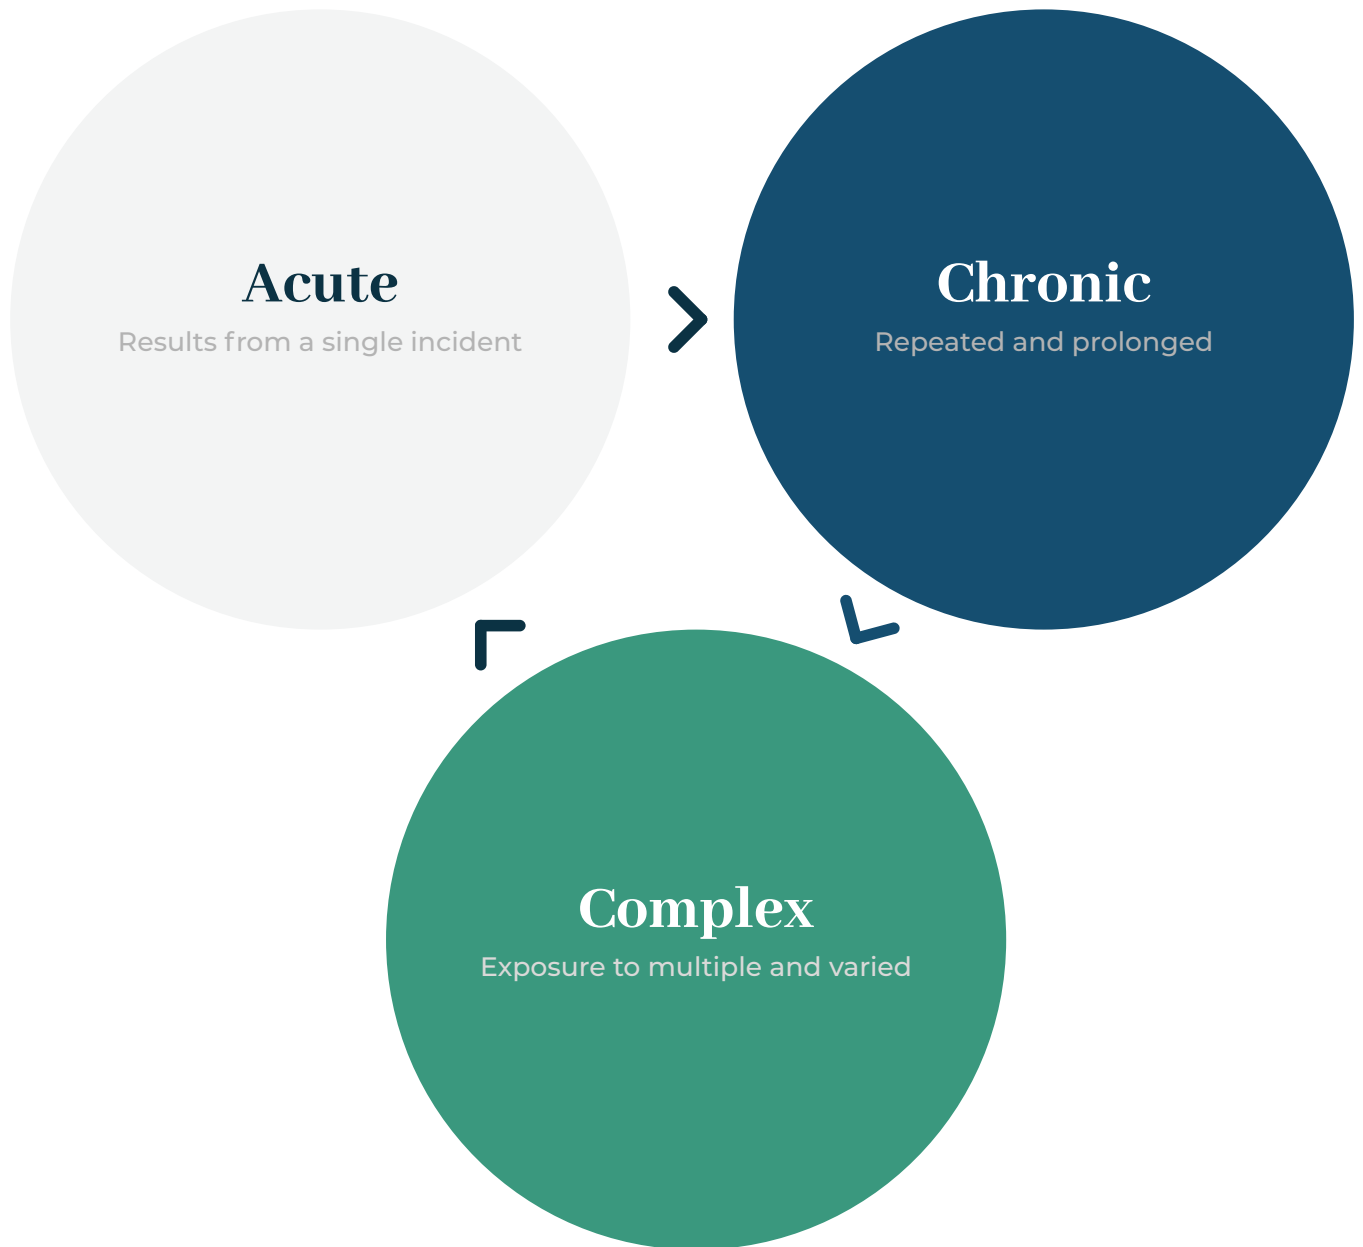 Acute
Results from a single incident
Chronic
Repeated and prolonged
Complex
Exposure to multiple and varied